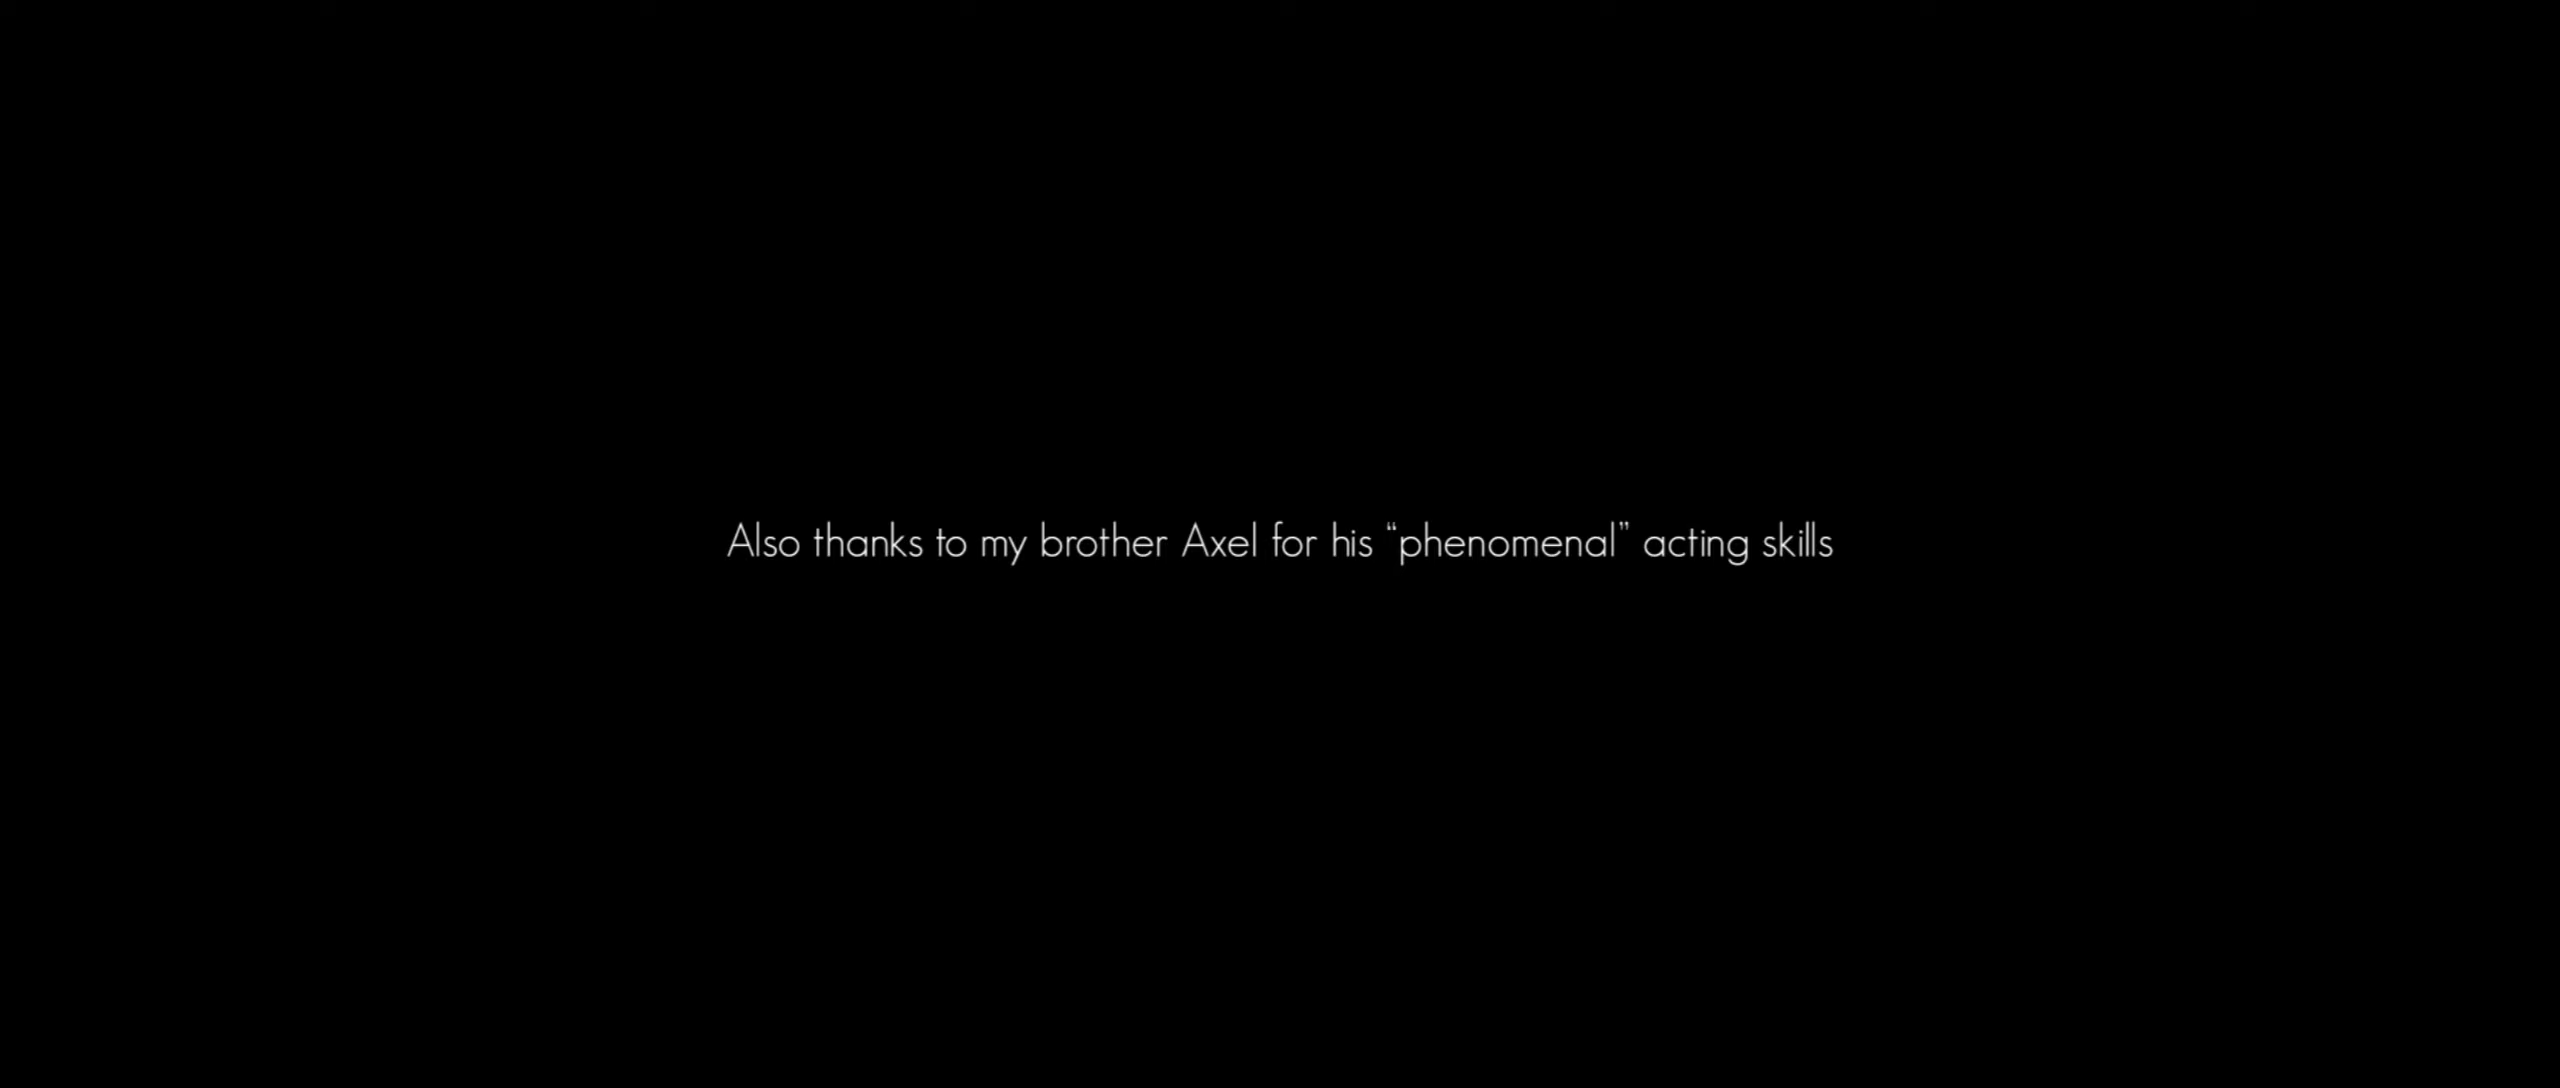 Also thanks to my brother Axel for his “phenomenal” acting skills